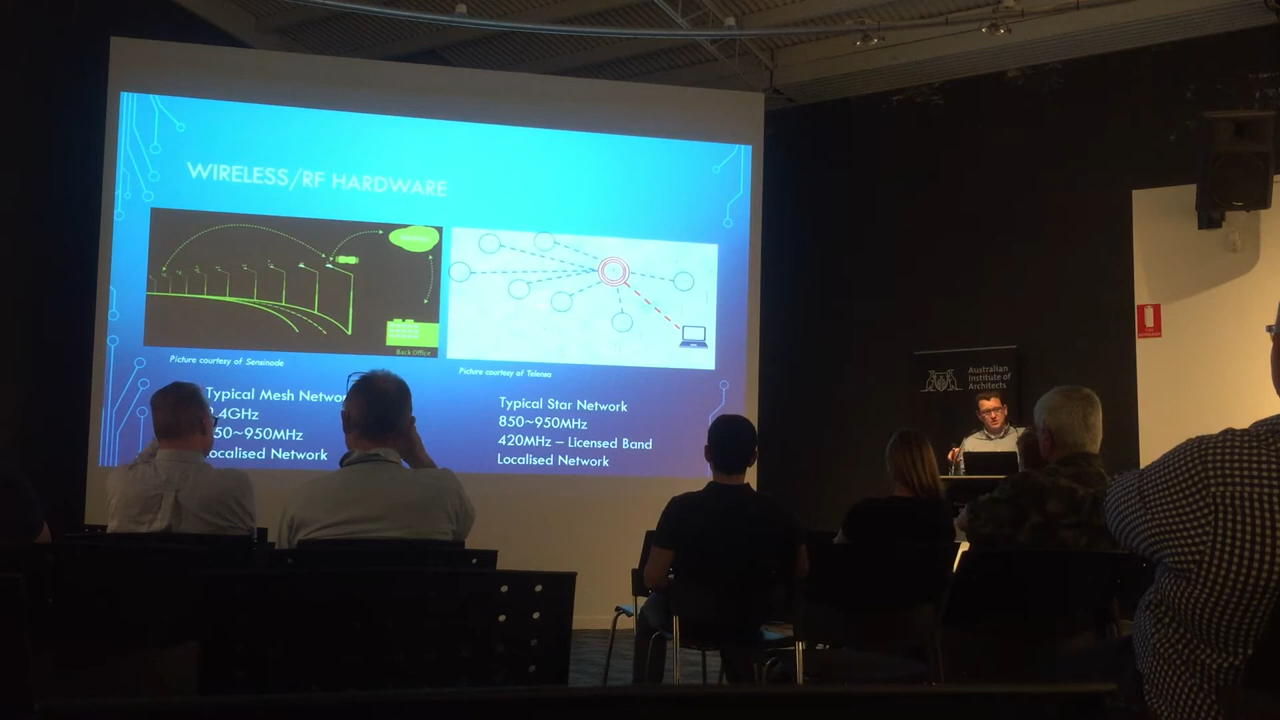 WIRELESS/RF HARDWARE
Back Office
Picture courtesy of Sensinode
Picture courtesy of Telensa
Typical Mesh Networ
.4GHz
50~950MHz
ocalised Network
Typical Star Network
850~950MHz
420MHz – Licensed Band
Localised Network
Australian
Institute of
Architects